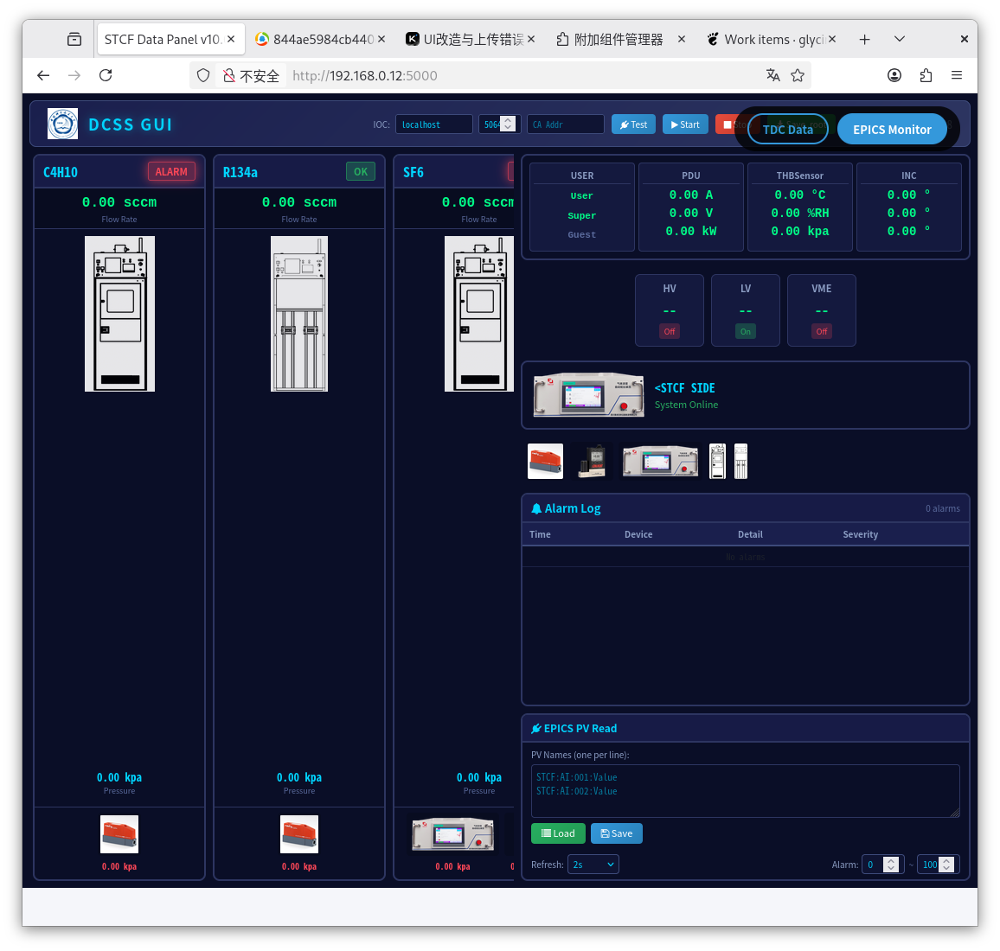 STCF Data Panel v10.
844ae5984cb440
UI改造与上传错误
附加组件管理器
Work items · glyci
不安全
http://192.168.0.12:5000
DCSS GUI
IOC:
localhost
5064
CA Addr
Test
Start
TDC Data
EPICS Monitor
C4H10
ALARM
0.00 sccm
Flow Rate
0.00 kpa
Pressure
0.00 kpa
R134a
OK
0.00 sccm
Flow Rate
0.00 kpa
Pressure
0.00 kpa
SF6
0.00 sccm
Flow Rate
0.00 kpa
Pressure
0.00 kpa
USER
User
Super
Guest
PDU
0.00 A
0.00 V
0.00 kW
THBSensor
0.00 °C
0.00 %RH
0.00 kpa
INC
0.00 °
0.00 °
0.00 °
HV
--
Off
LV
--
On
VME
--
Off
<STCF SIDE
System Online
Alarm Log
0 alarms
Time Device Detail Severity
No alarms
EPICS PV Read
PV Names (one per line):
STCF:AI:001:Value
STCF:AI:002:Value
Load
Save
Refresh:
2s
Alarm:
0
~
100